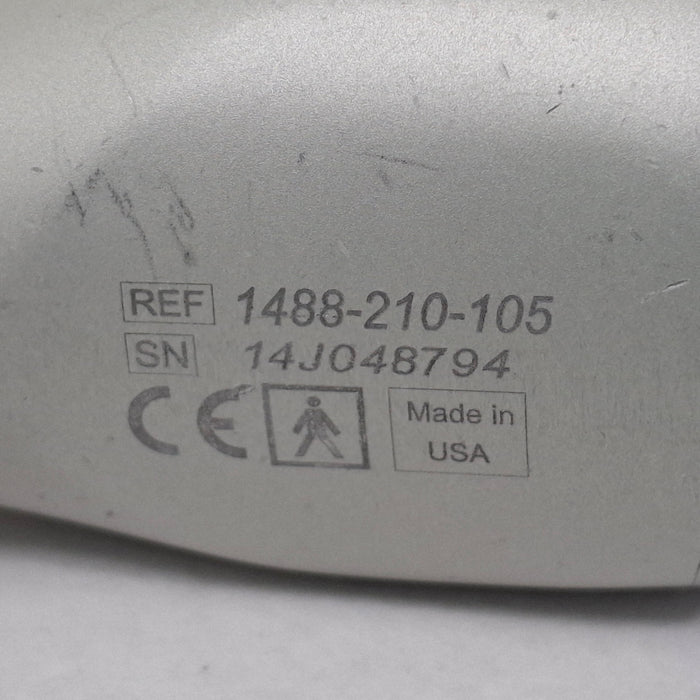 REF 1488-210-105
SN 14J048794
CE
Made in
USA